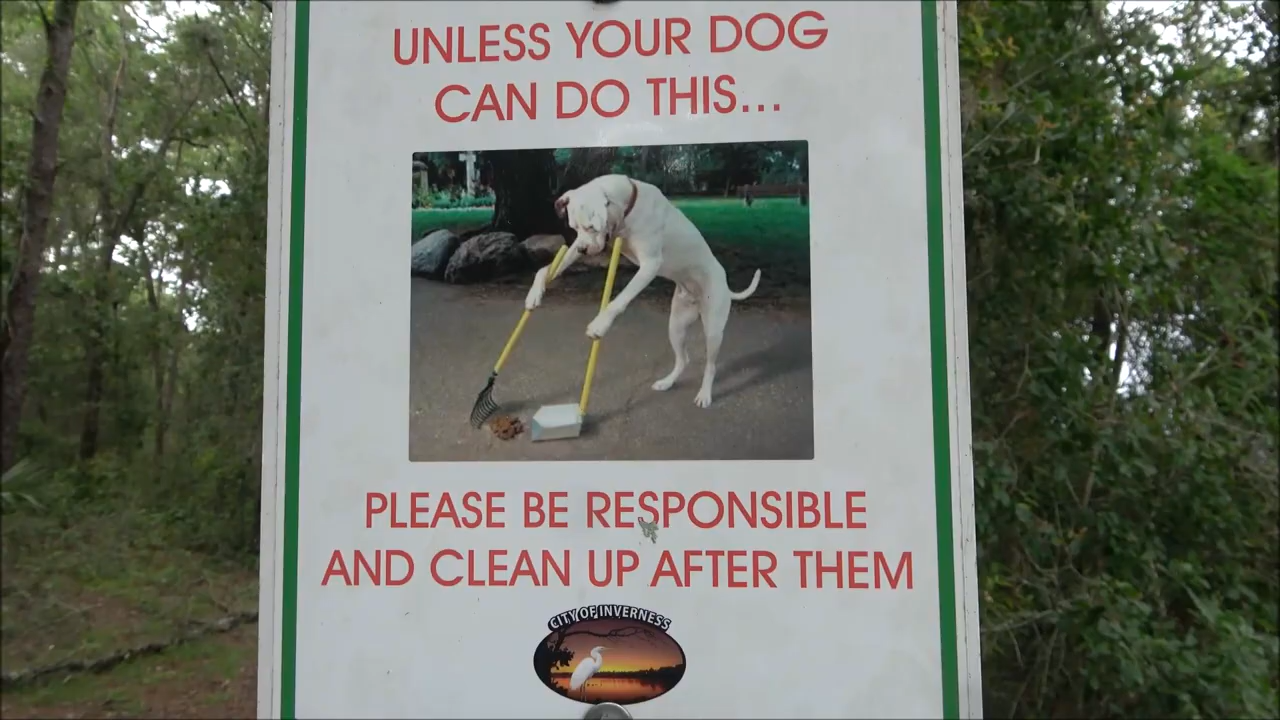 UNLESS YOUR DOG
CAN DO THIS...
PLEASE BE RESPONSIBLE
AND CLEAN UP AFTER THEM
CITY OF INVERNESS